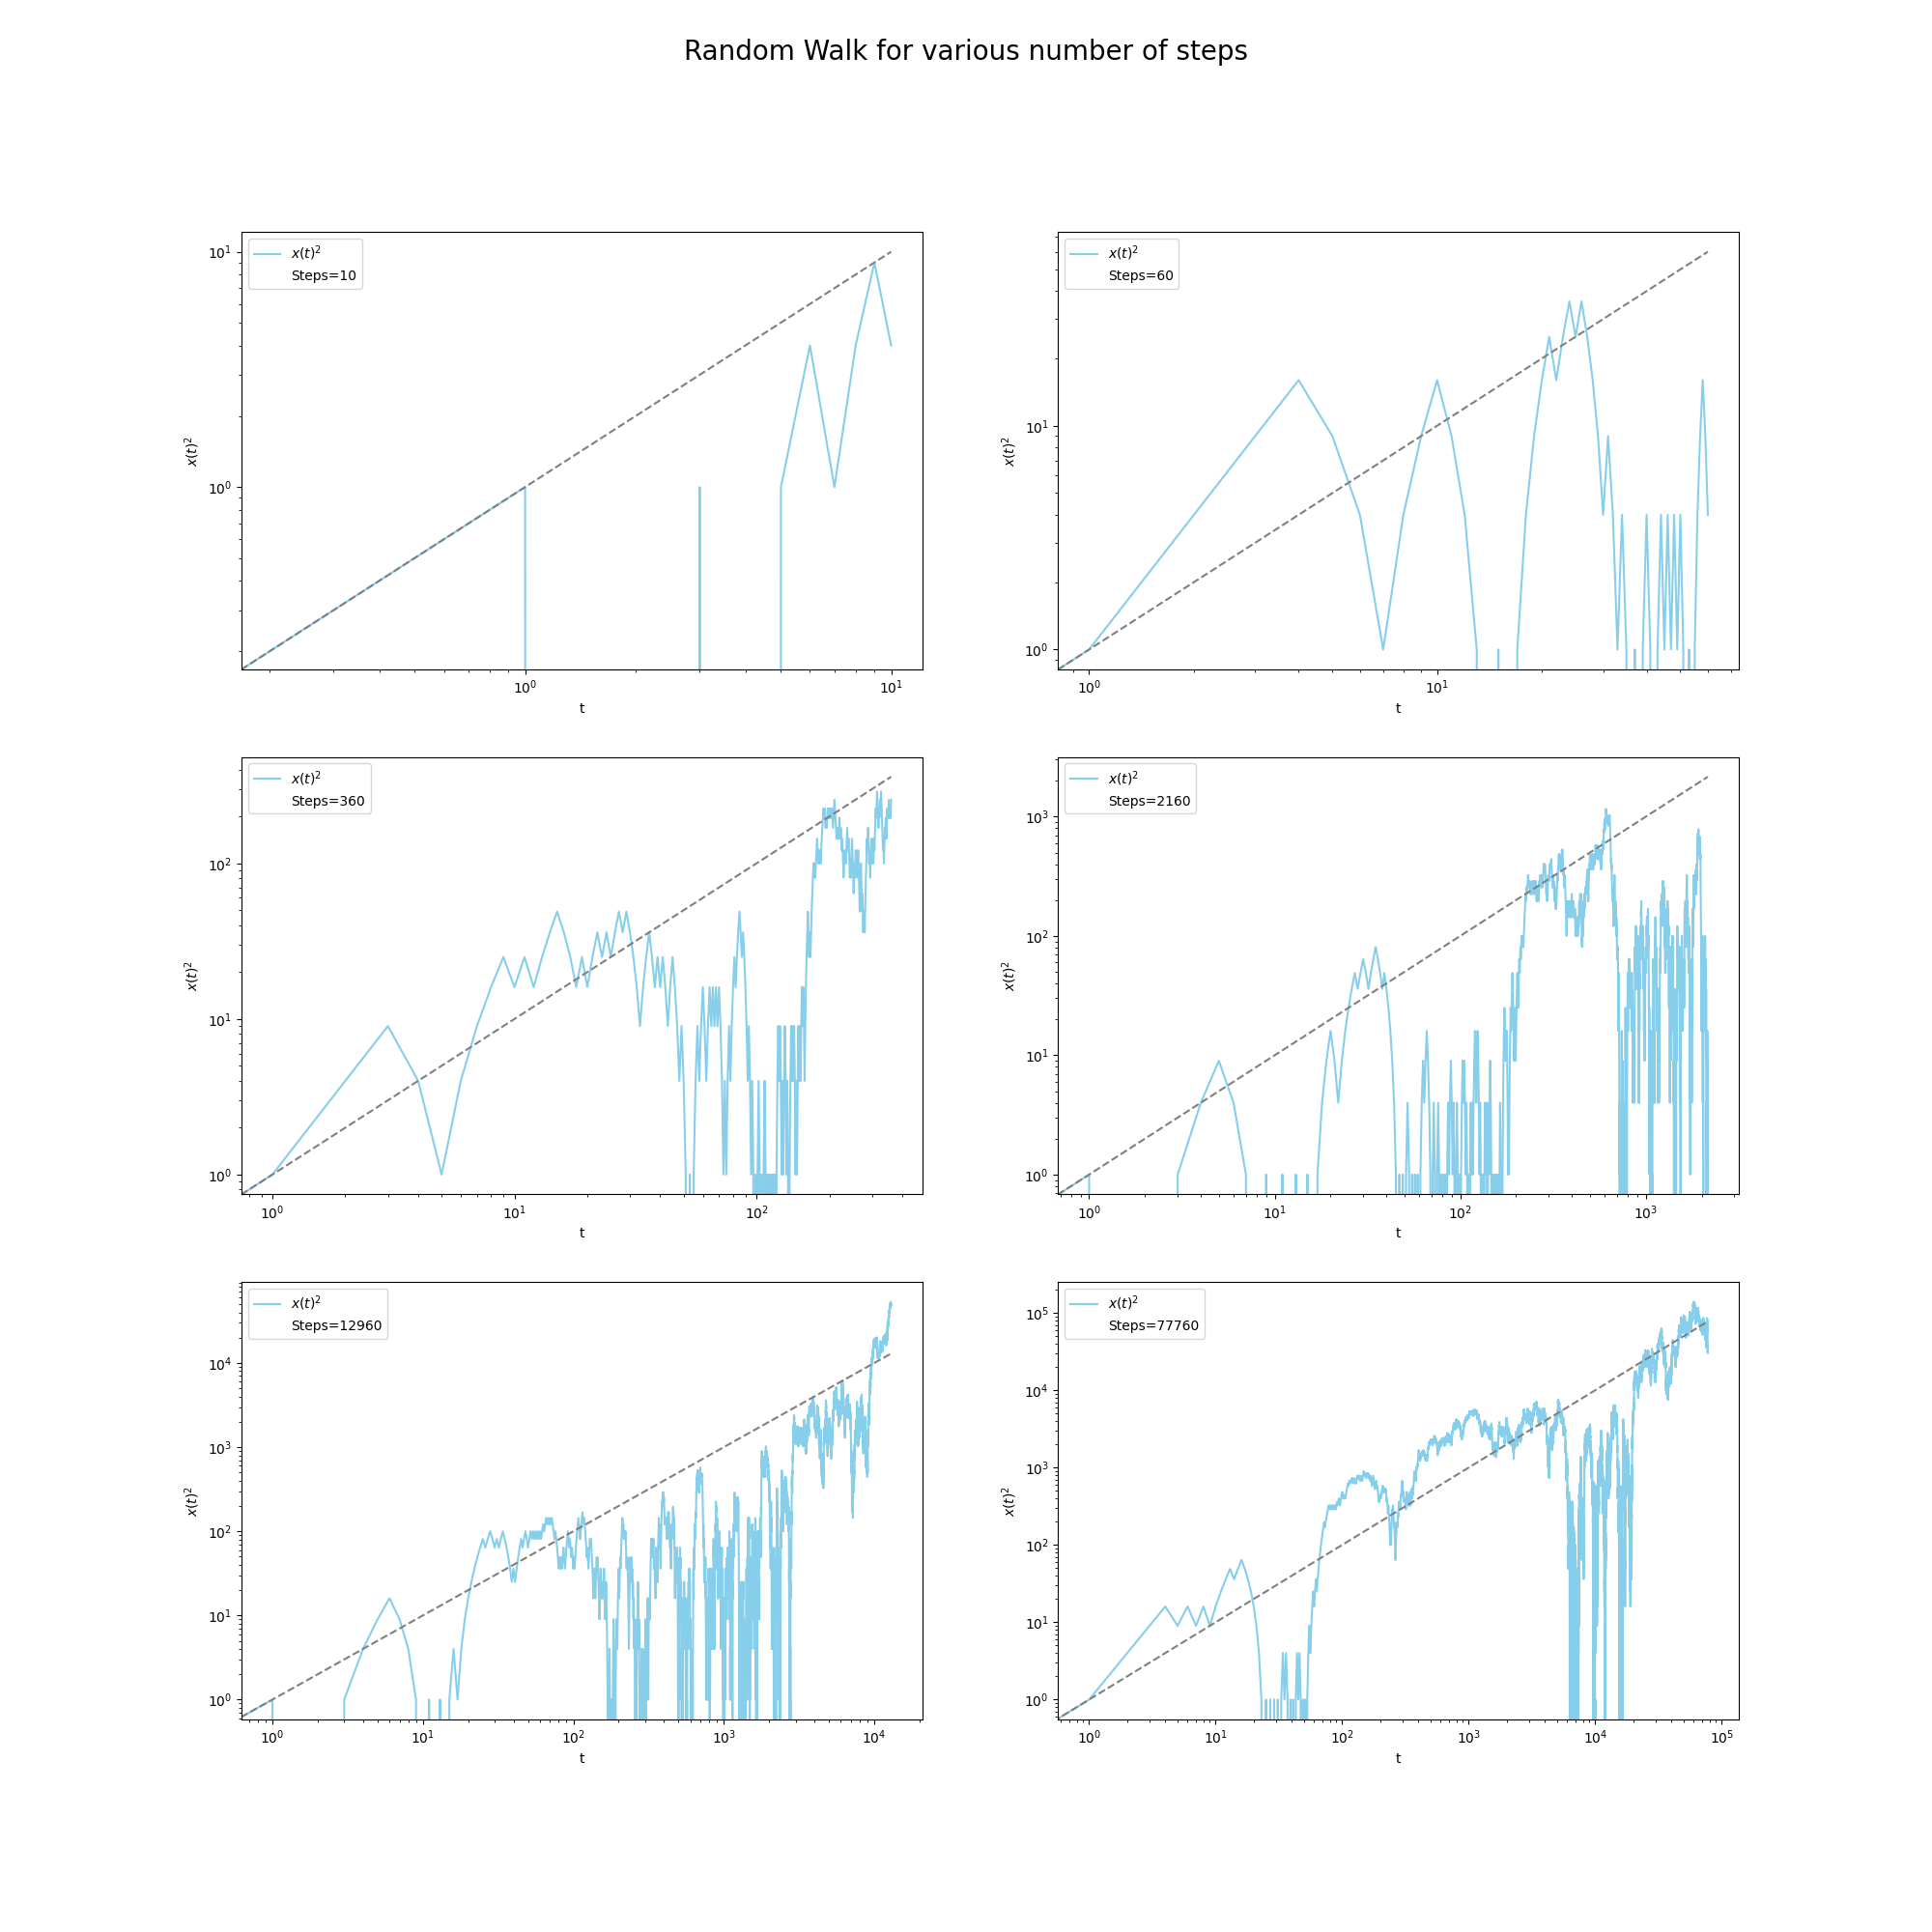 Random Walk for various number of steps
x(t)²
Steps=10
10¹
10⁰
x(t)²
10⁰ 10¹
t
x(t)²
Steps=60
10¹
10⁰
x(t)²
10⁰ 10¹
t
x(t)²
Steps=360
10²
10¹
10⁰
x(t)²
10⁰ 10¹ 10²
t
x(t)²
Steps=2160
10³
10²
10¹
10⁰
x(t)²
10⁰ 10¹ 10² 10³
t
x(t)²
Steps=12960
10⁴
10³
10²
10¹
10⁰
x(t)²
10⁰ 10¹ 10² 10³ 10⁴
t
x(t)²
Steps=77760
10⁵
10⁴
10³
10²
10¹
10⁰
x(t)²
10⁰ 10¹ 10² 10³ 10⁴ 10⁵
t